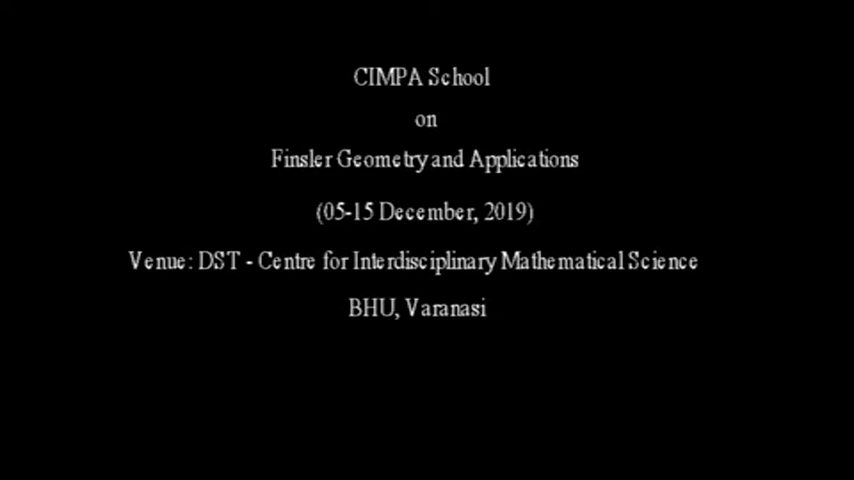 CIMPA School
on
Finsler Geometry and Applications
(05-15 December, 2019)
Venue: DST - Centre for Interdisciplinary Mathematical Science
BHU, Varanasi